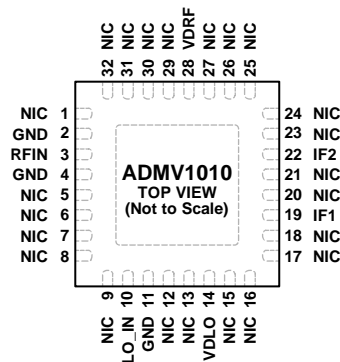 32 NIC
31 NIC
30 NIC
29 NIC
28 VDRF
27 NIC
26 NIC
25 NIC
NIC 1
GND 2
RFIN 3
GND 4
NIC 5
NIC 6
NIC 7
NIC 8
ADMV1010
TOP VIEW
(Not to Scale)
24 NIC
23 NIC
22 IF2
21 NIC
20 NIC
19 IF1
18 NIC
17 NIC
NIC 9
LO_IN 10
GND 11
NIC 12
NIC 13
VDLO 14
NIC 15
NIC 16